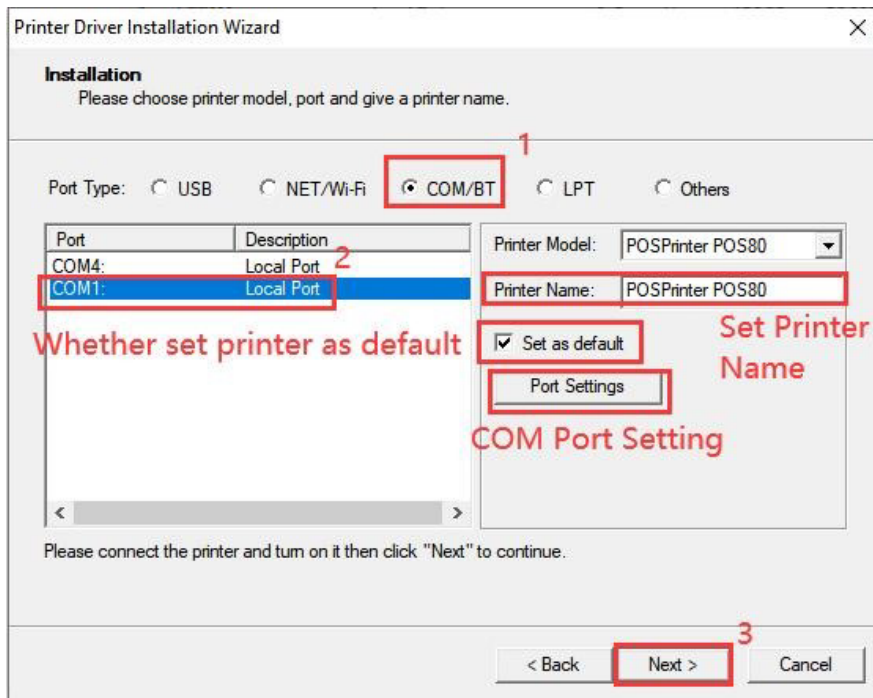 Printer Driver Installation Wizard
Installation
Please choose printer model, port and give a printer name.
1
Port Type: USB NET/Wi-Fi COM/BT LPT Others
Port Description
COM4: Local Port
COM1: Local Port
2
Whether set printer as default
Printer Model: POSPrinter POS80
Printer Name: POSPrinter POS80
Set as default
Set Printer
Name
Port Settings
COM Port Setting
Please connect the printer and turn on it then click "Next" to continue.
3
< Back Next > Cancel